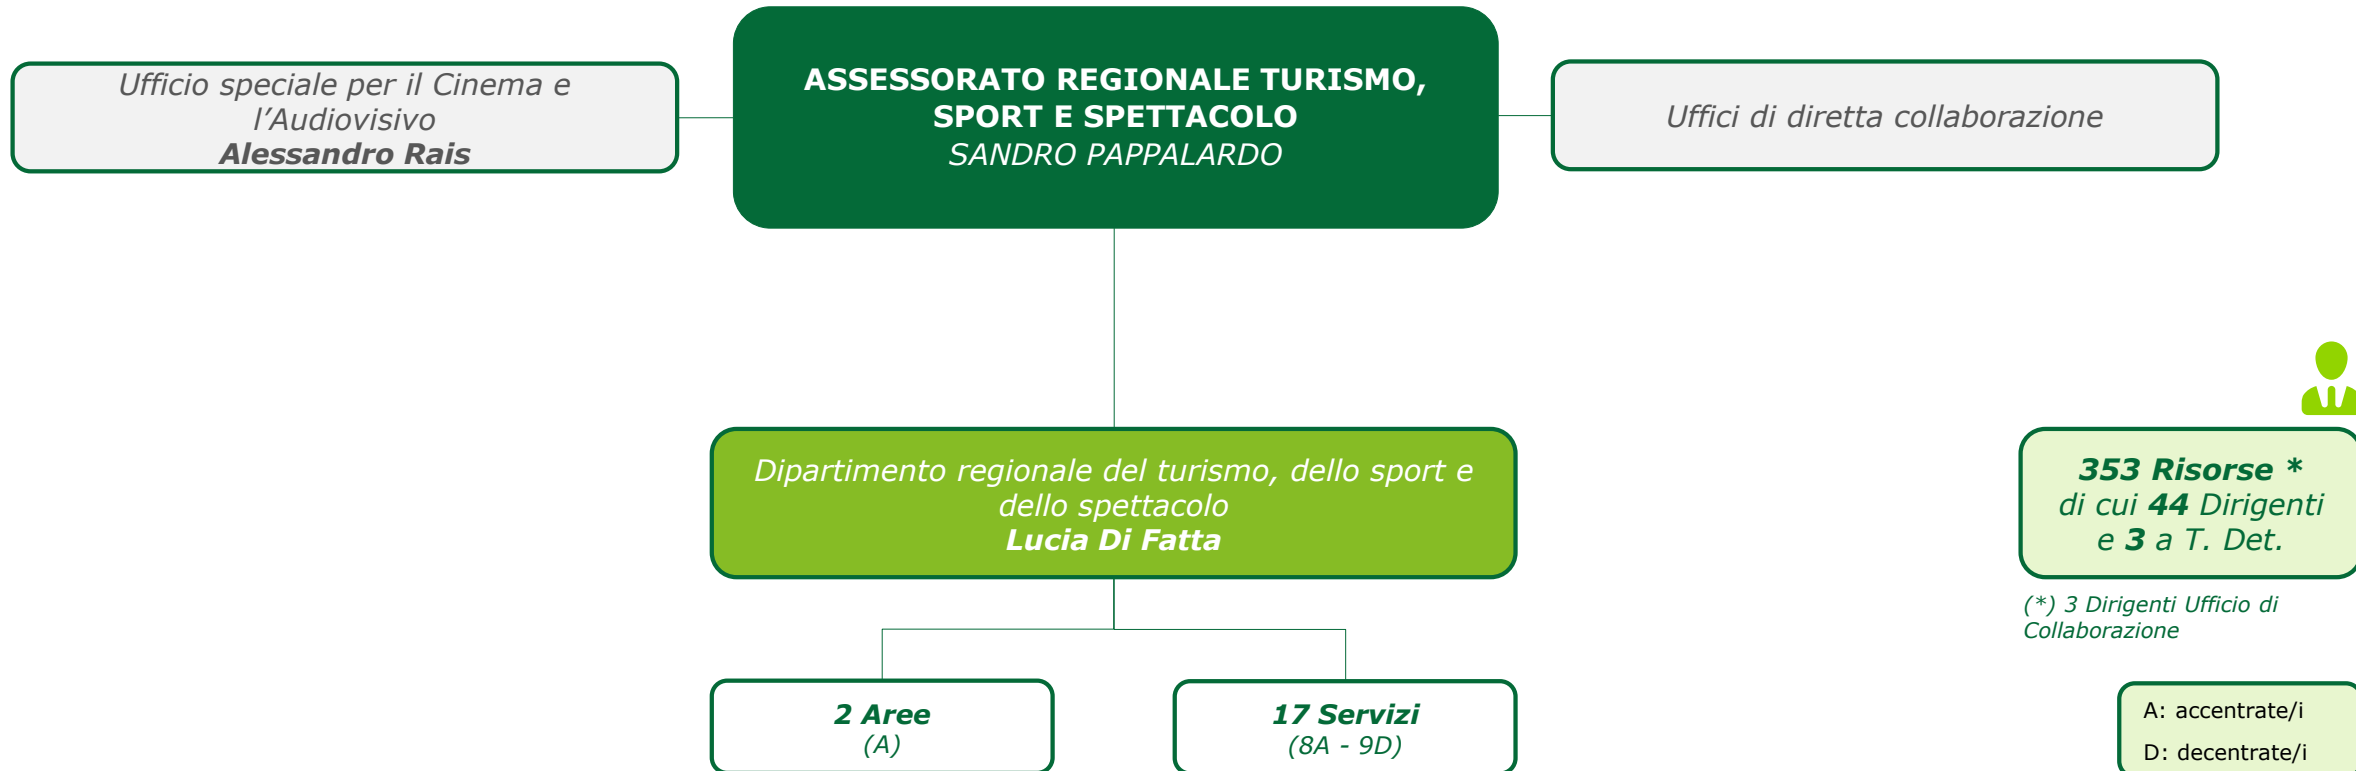 Ufficio speciale per il Cinema e
l’Audiovisivo
Alessandro Rais
ASSESSORATO REGIONALE TURISMO,
SPORT E SPETTACOLO
SANDRO PAPPALARDO
Uffici di diretta collaborazione
Dipartimento regionale del turismo, dello sport e
dello spettacolo
Lucia Di Fatta
353 Risorse *
di cui 44 Dirigenti
e 3 a T. Det.
(*) 3 Dirigenti Ufficio di
Collaborazione
2 Aree
(A)
17 Servizi
(8A - 9D)
A: accentrate/i
D: decentrate/i